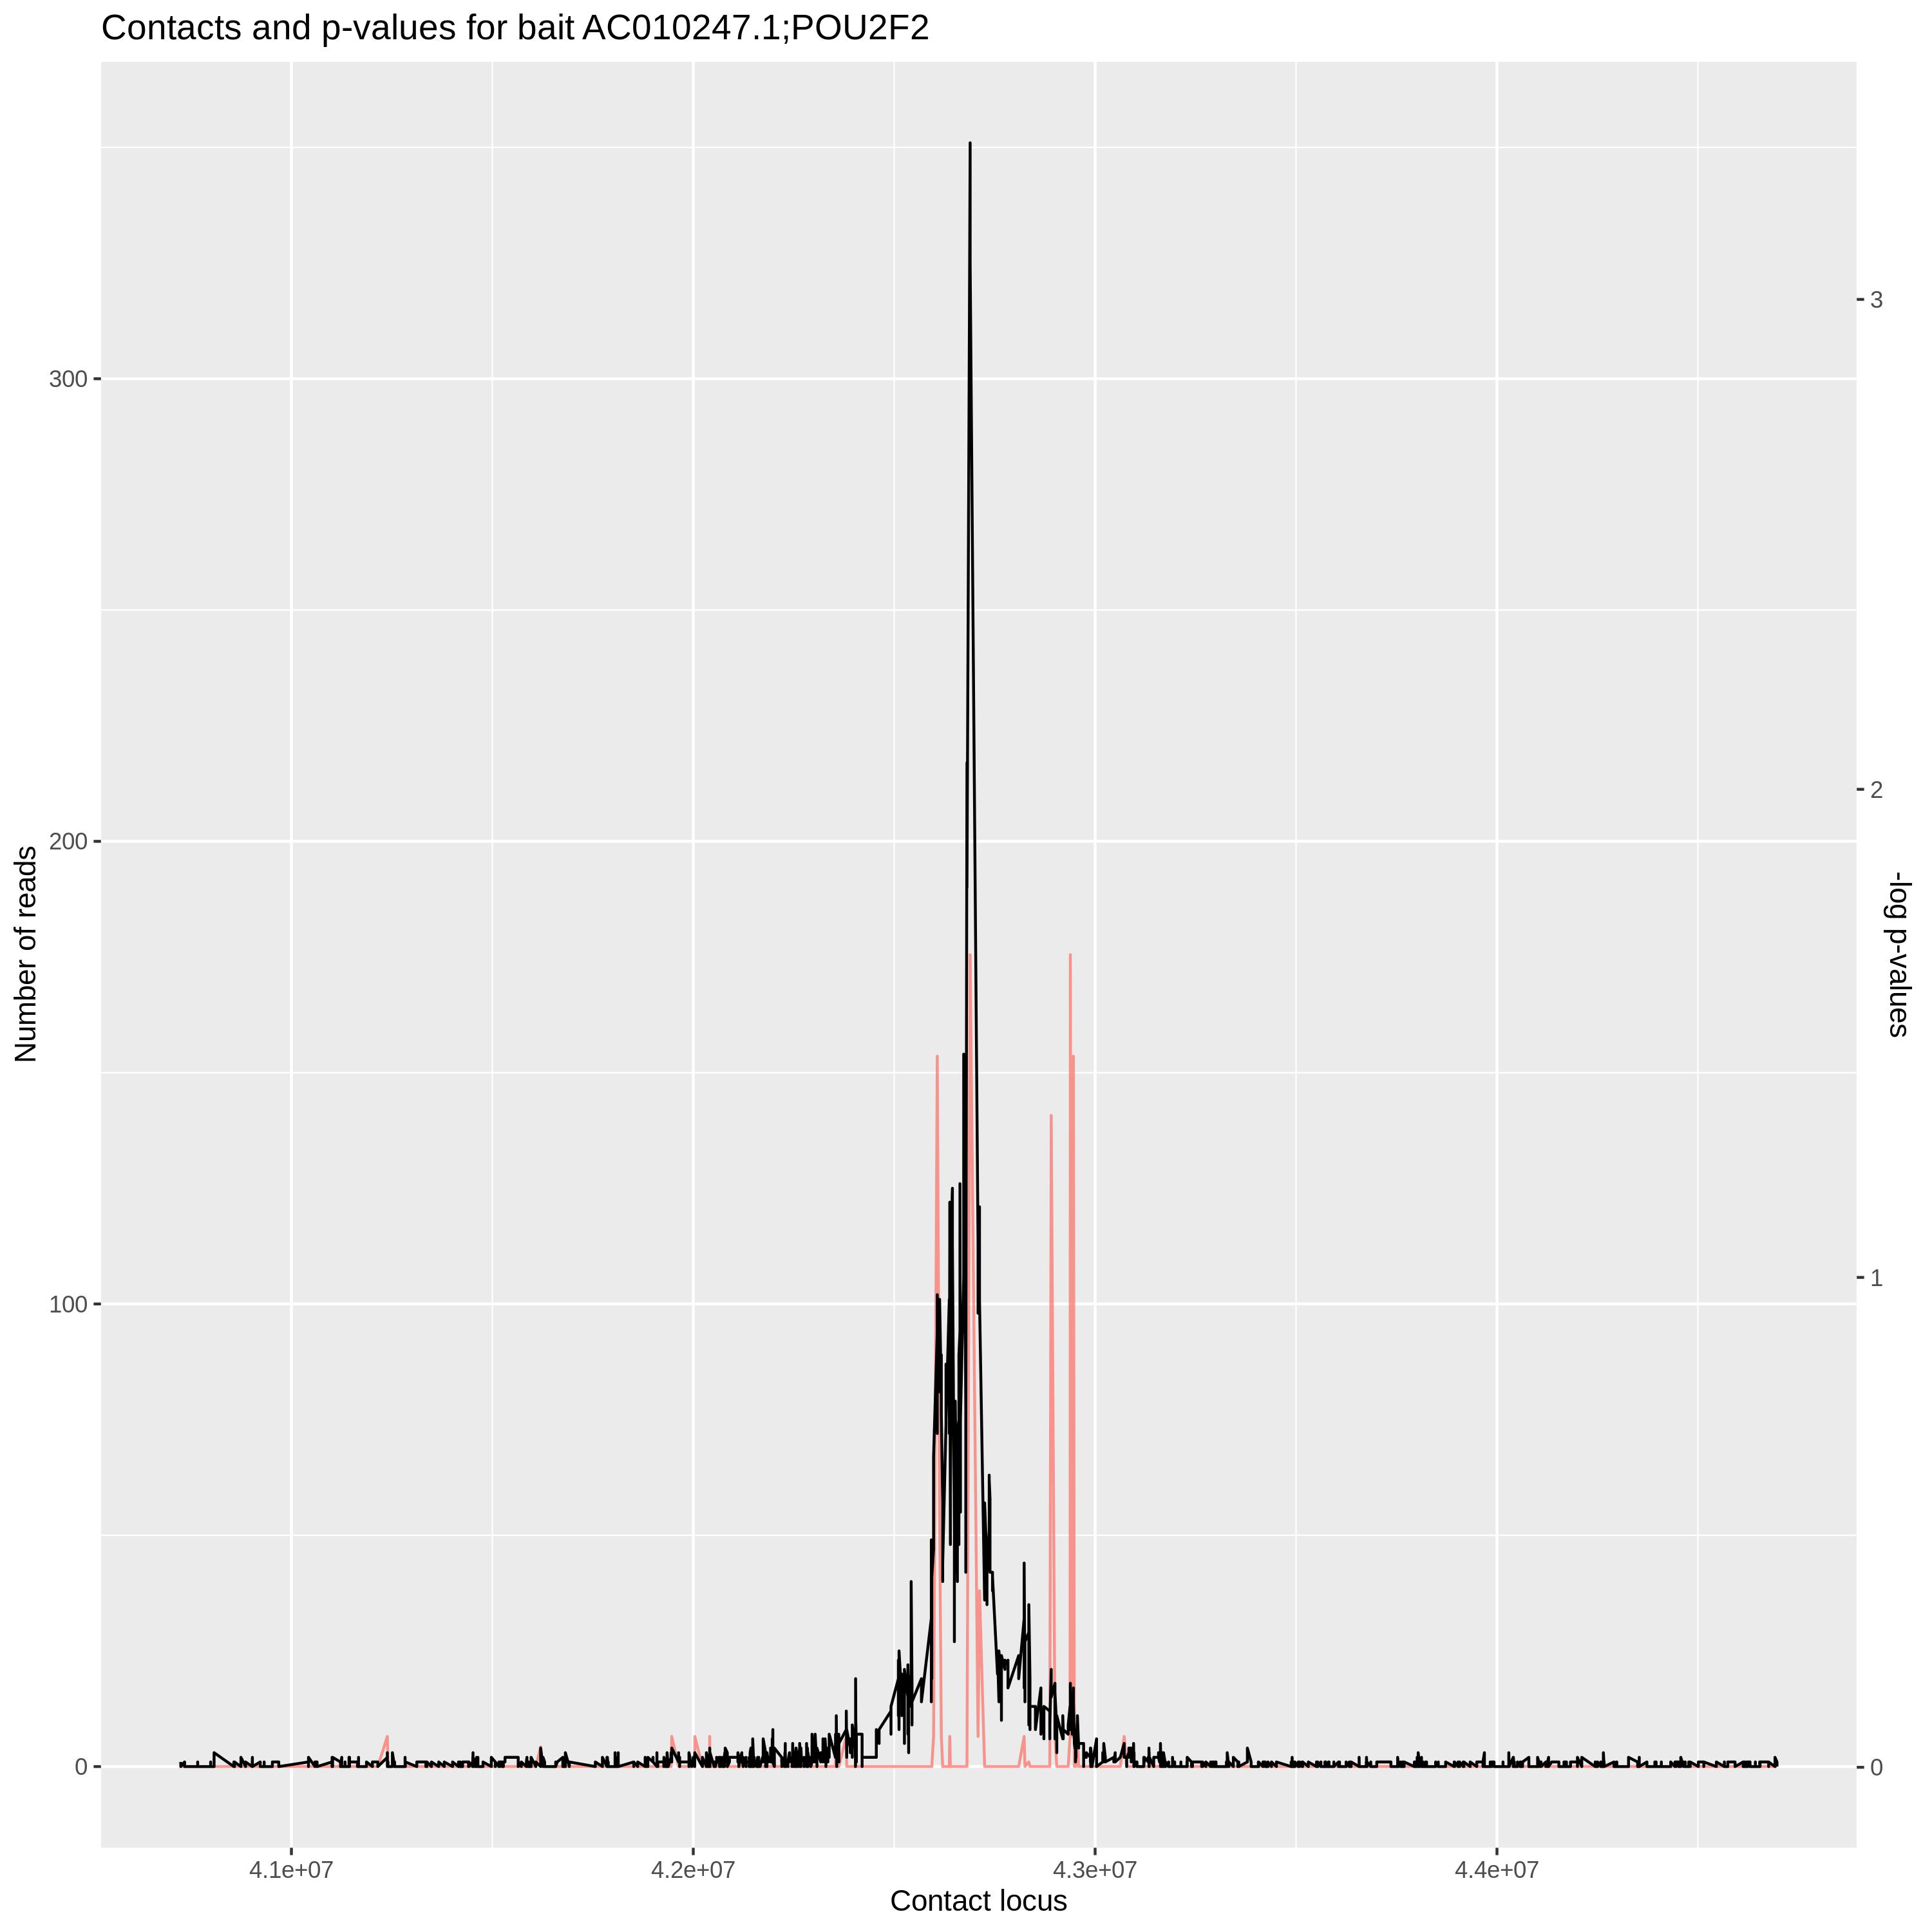 Contacts and p-values for bait AC010247.1;POU2F2
300
200
100
0
Number of reads
3
2
1
0
-log p-values
4.1e+07
4.2e+07
4.3e+07
4.4e+07
Contact locus